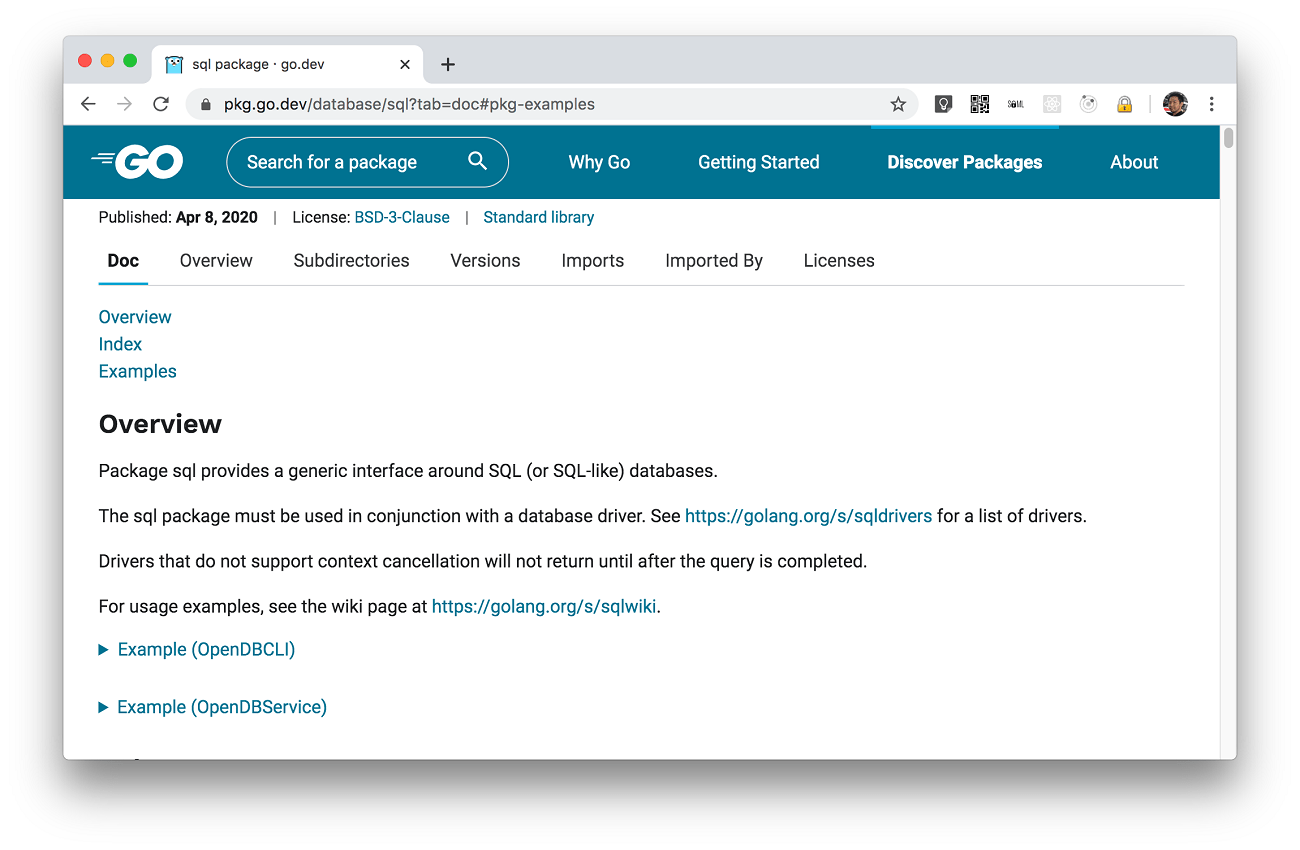 sql package · go.dev
pkg.go.dev/database/sql?tab=doc#pkg-examples
GO Search for a package Why Go Getting Started Discover Packages About
Published: Apr 8, 2020 | License: BSD-3-Clause | Standard library
Doc Overview Subdirectories Versions Imports Imported By Licenses
Overview
Index
Examples
Overview
Package sql provides a generic interface around SQL (or SQL-like) databases.
The sql package must be used in conjunction with a database driver. See https://golang.org/s/sqldrivers for a list of drivers.
Drivers that do not support context cancellation will not return until after the query is completed.
For usage examples, see the wiki page at https://golang.org/s/sqlwiki.
Example (OpenDBCLI)
Example (OpenDBService)